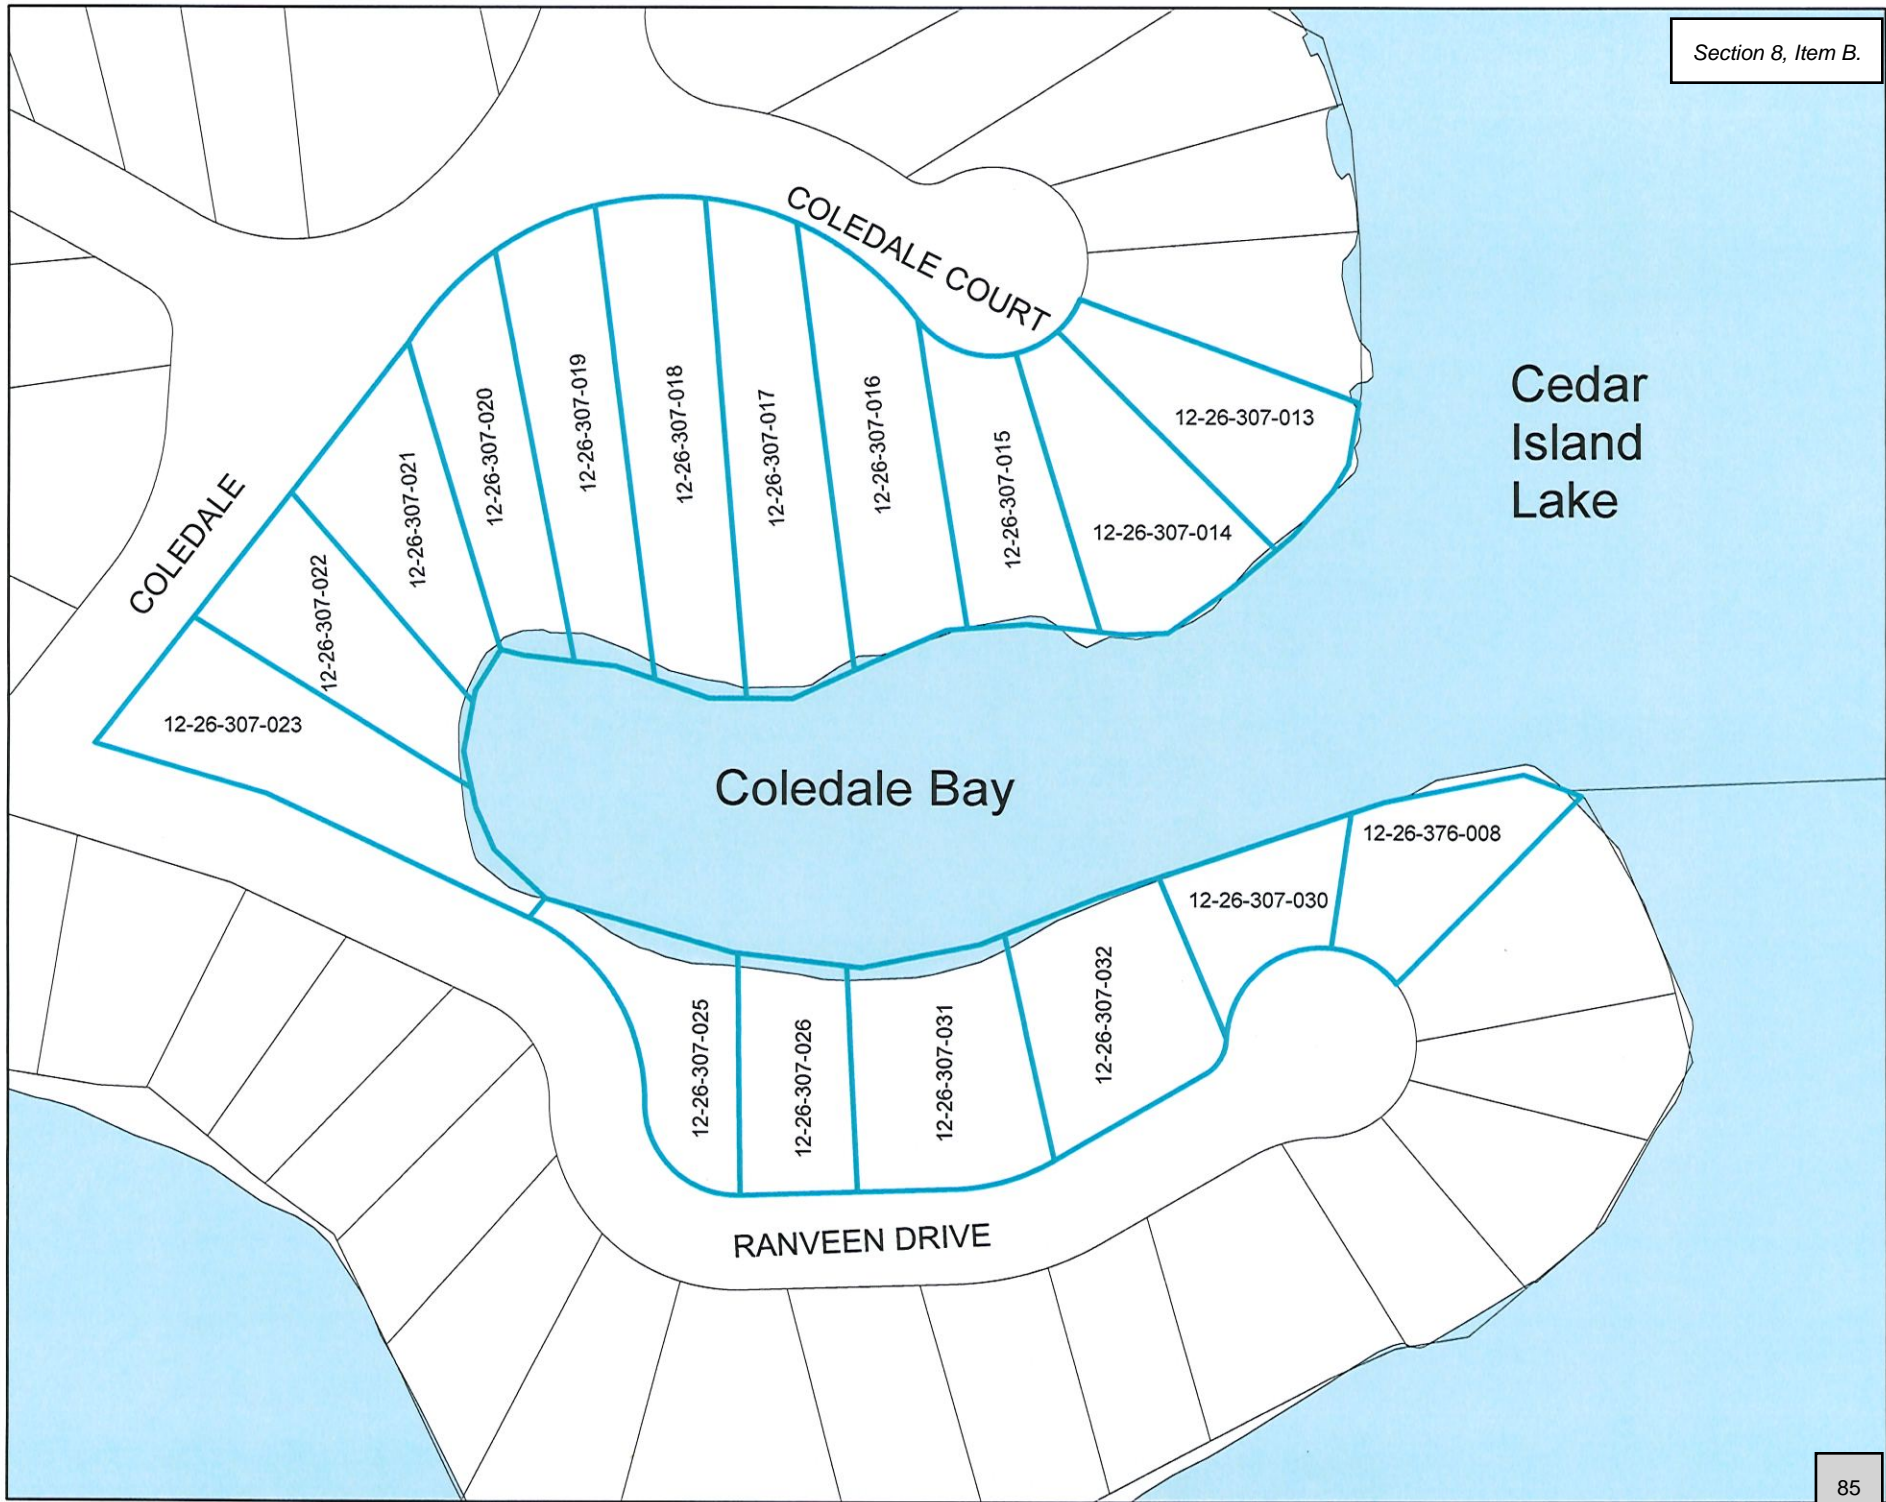 Section 8, Item B.
COLEDALE COURT
Cedar
Island
Lake
12-26-307-013
12-26-307-014
12-26-307-015
12-26-307-016
12-26-307-017
12-26-307-018
12-26-307-019
12-26-307-020
12-26-307-021
12-26-307-022
12-26-307-023
COLEDALE
Coledale Bay
12-26-376-008
12-26-307-030
12-26-307-032
12-26-307-031
12-26-307-026
12-26-307-025
RANVEEN DRIVE
85